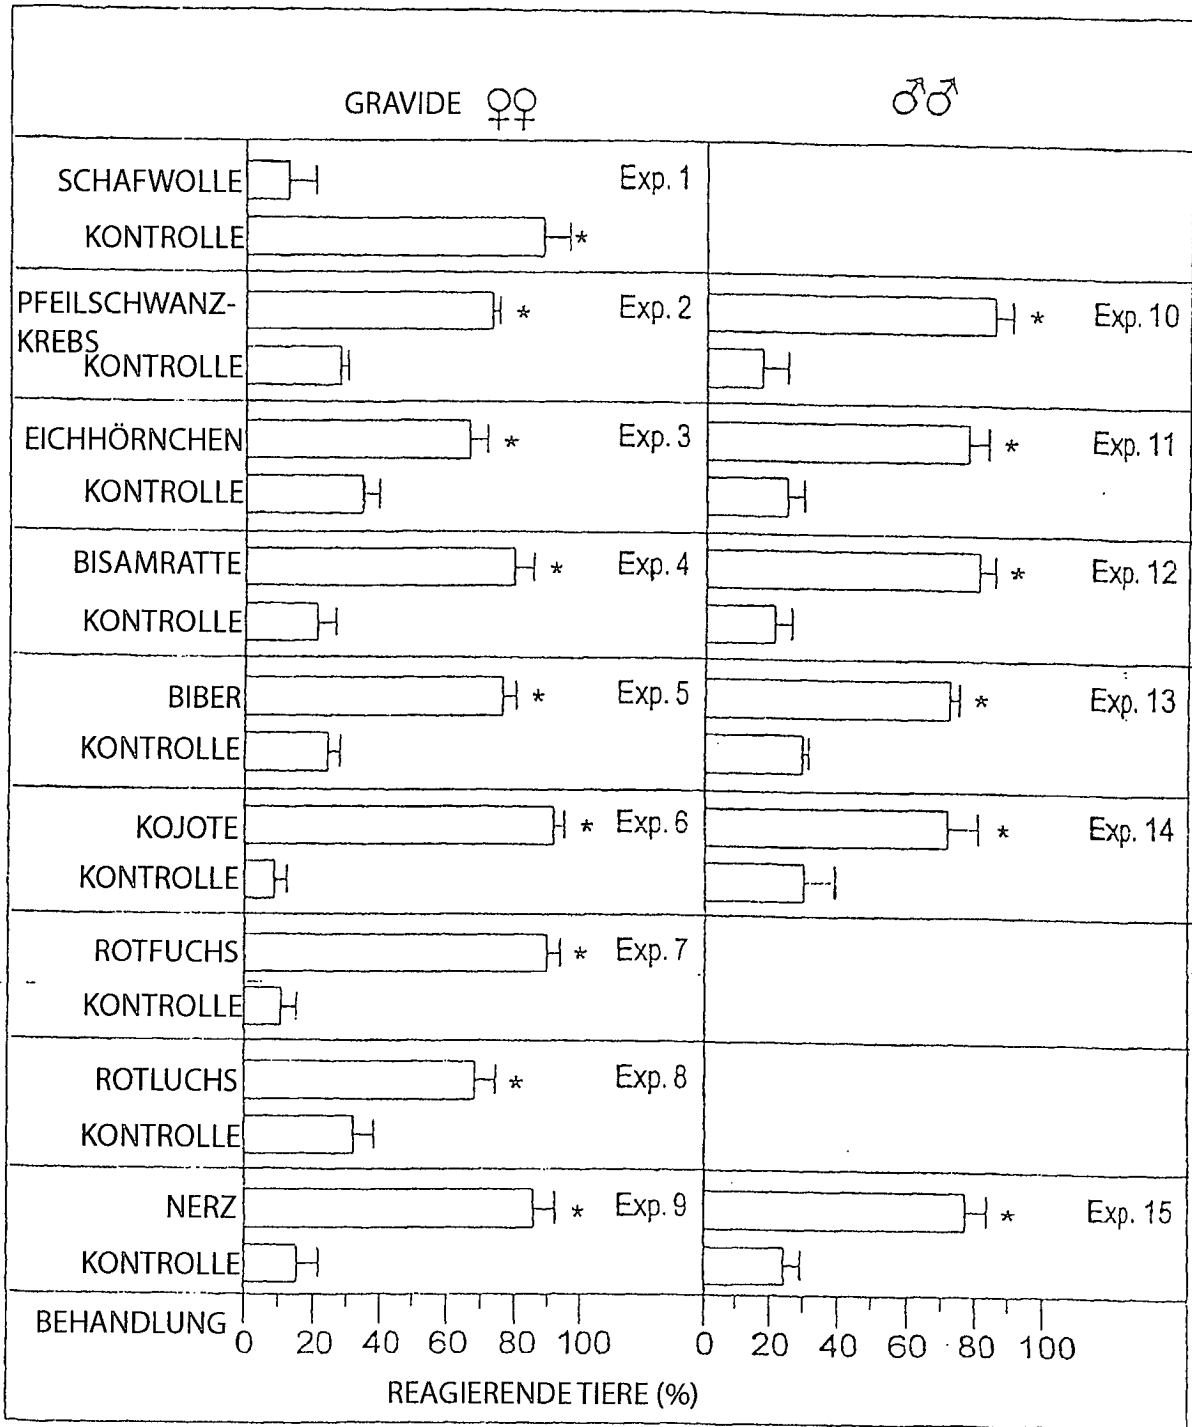 GRAVIDE ♀♀ ♂♂
SCHAFWOLLE Exp. 1
KONTROLLE *
PFEILSCHWANZ- * Exp. 2 * Exp. 10
KREBS
KONTROLLE
EICHHÖRNCHEN * Exp. 3 * Exp. 11
KONTROLLE
BISAMRATTE * Exp. 4 * Exp. 12
KONTROLLE
BIBER * Exp. 5 * Exp. 13
KONTROLLE
KOJOTE * Exp. 6 * Exp. 14
KONTROLLE
ROTFUCHS * Exp. 7
KONTROLLE
ROTLUCHS * Exp. 8
KONTROLLE
NERZ * Exp. 9 * Exp. 15
KONTROLLE
BEHANDLUNG 0 20 40 60 80 100 0 20 40 60 80 100
REAGIERENDE TIERE (%)